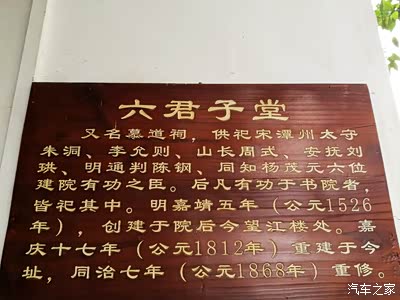 六君子堂
又名慕道祠，供祀宋潭州太守
朱洞、李允则、山长周式、安抚刘
珙、明通判陈钢、同知杨茂元六位
建院有功之臣。后凡有功于书院者，
皆祀其中。明嘉靖五年（公元1526
年），创建于院后今望江楼处。嘉
庆十七年（公元1812年）重建于今
址，同治七年（公元1868年）重修。
汽车之家